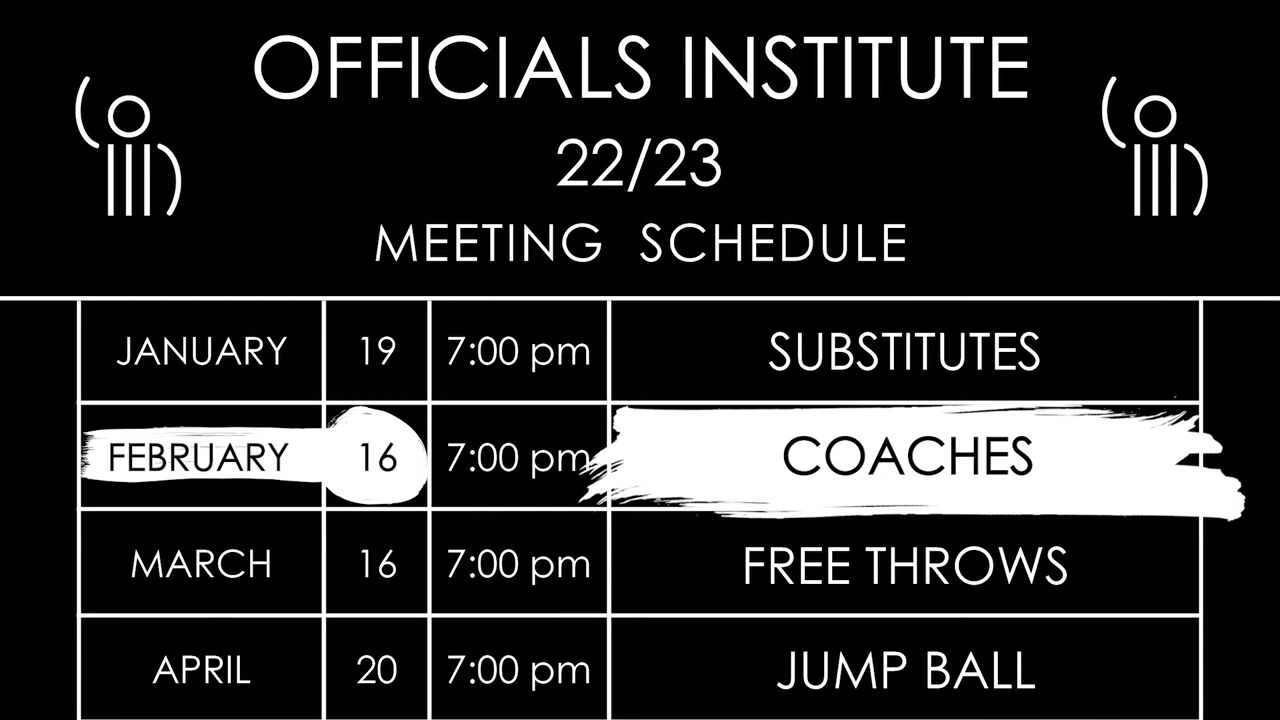 OFFICIALS INSTITUTE
22/23
MEETING SCHEDULE
JANUARY 19 7:00 pm SUBSTITUTES
FEBRUARY 16 7:00 pm COACHES
MARCH 16 7:00 pm FREE THROWS
APRIL 20 7:00 pm JUMP BALL